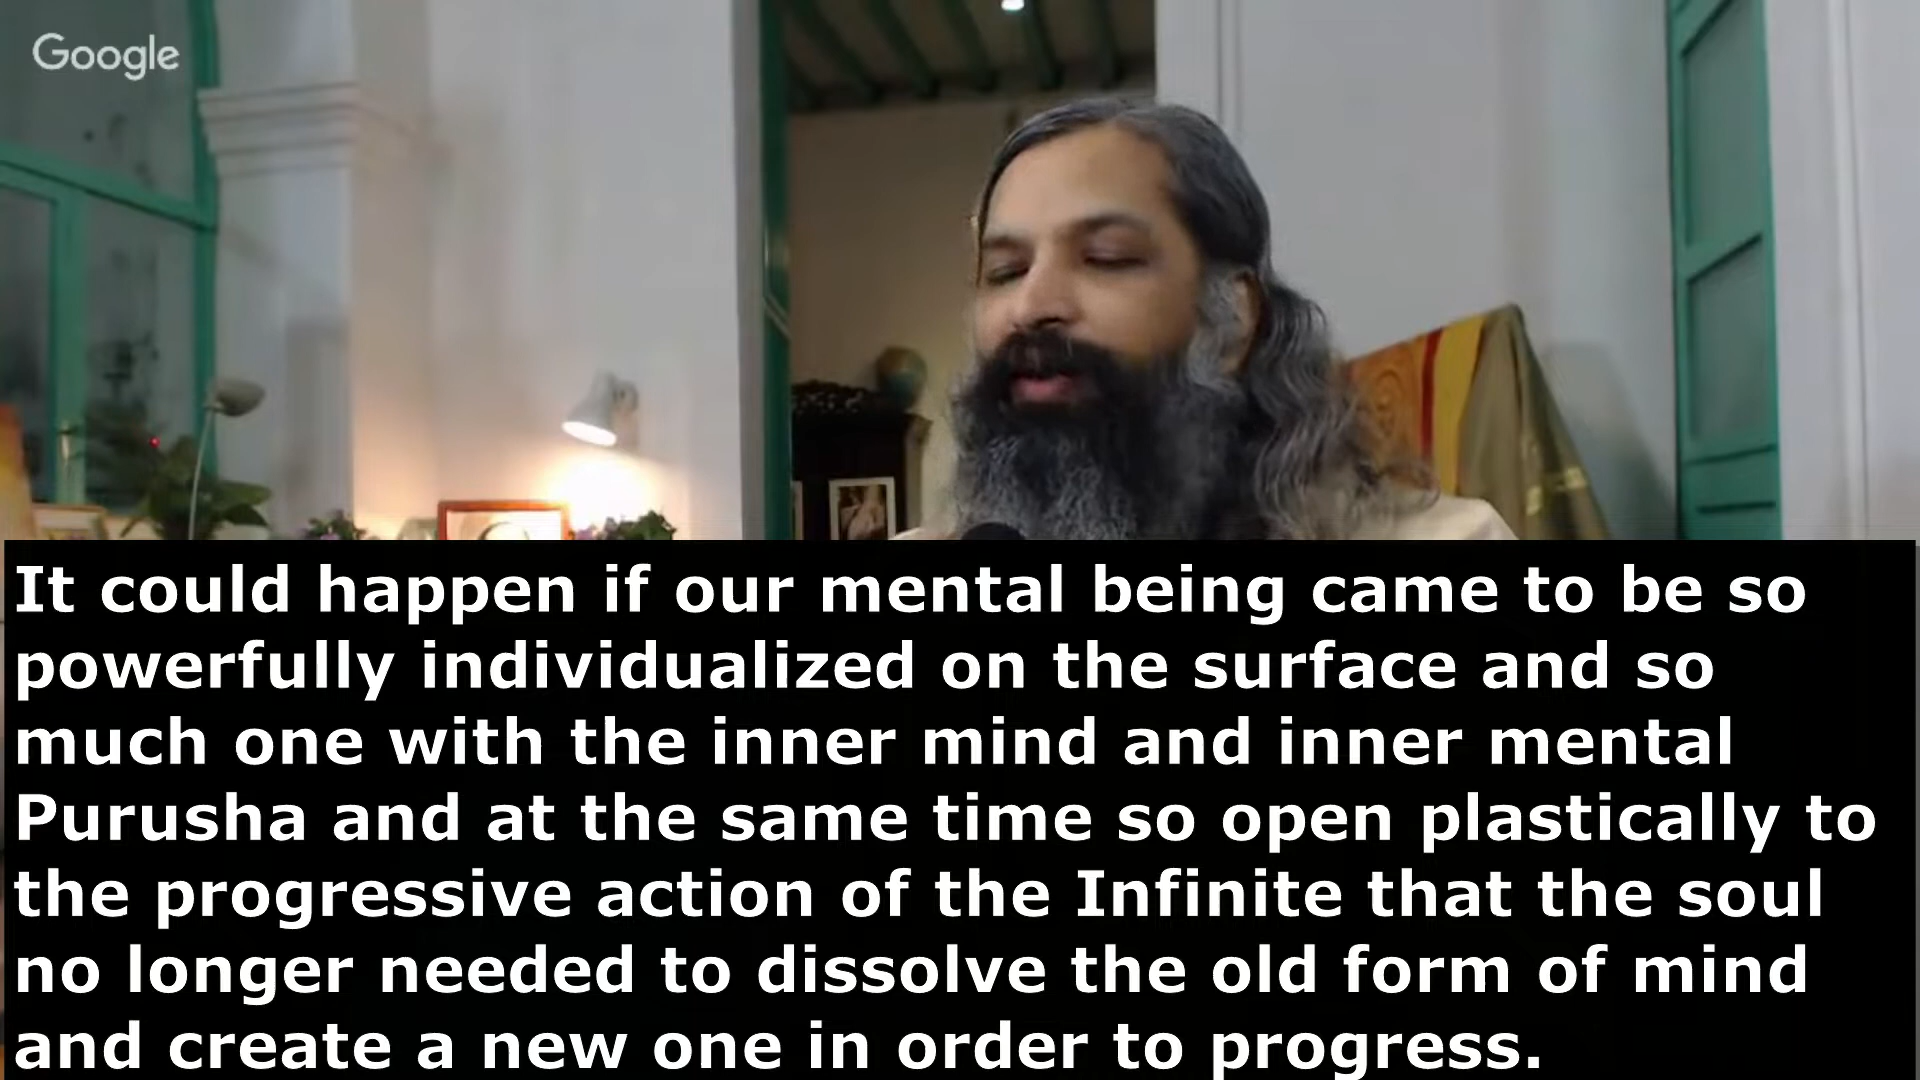 Google
It could happen if our mental being came to be so
powerfully individualized on the surface and so
much one with the inner mind and inner mental
Purusha and at the same time so open plastically to
the progressive action of the Infinite that the soul
no longer needed to dissolve the old form of mind
and create a new one in order to progress.